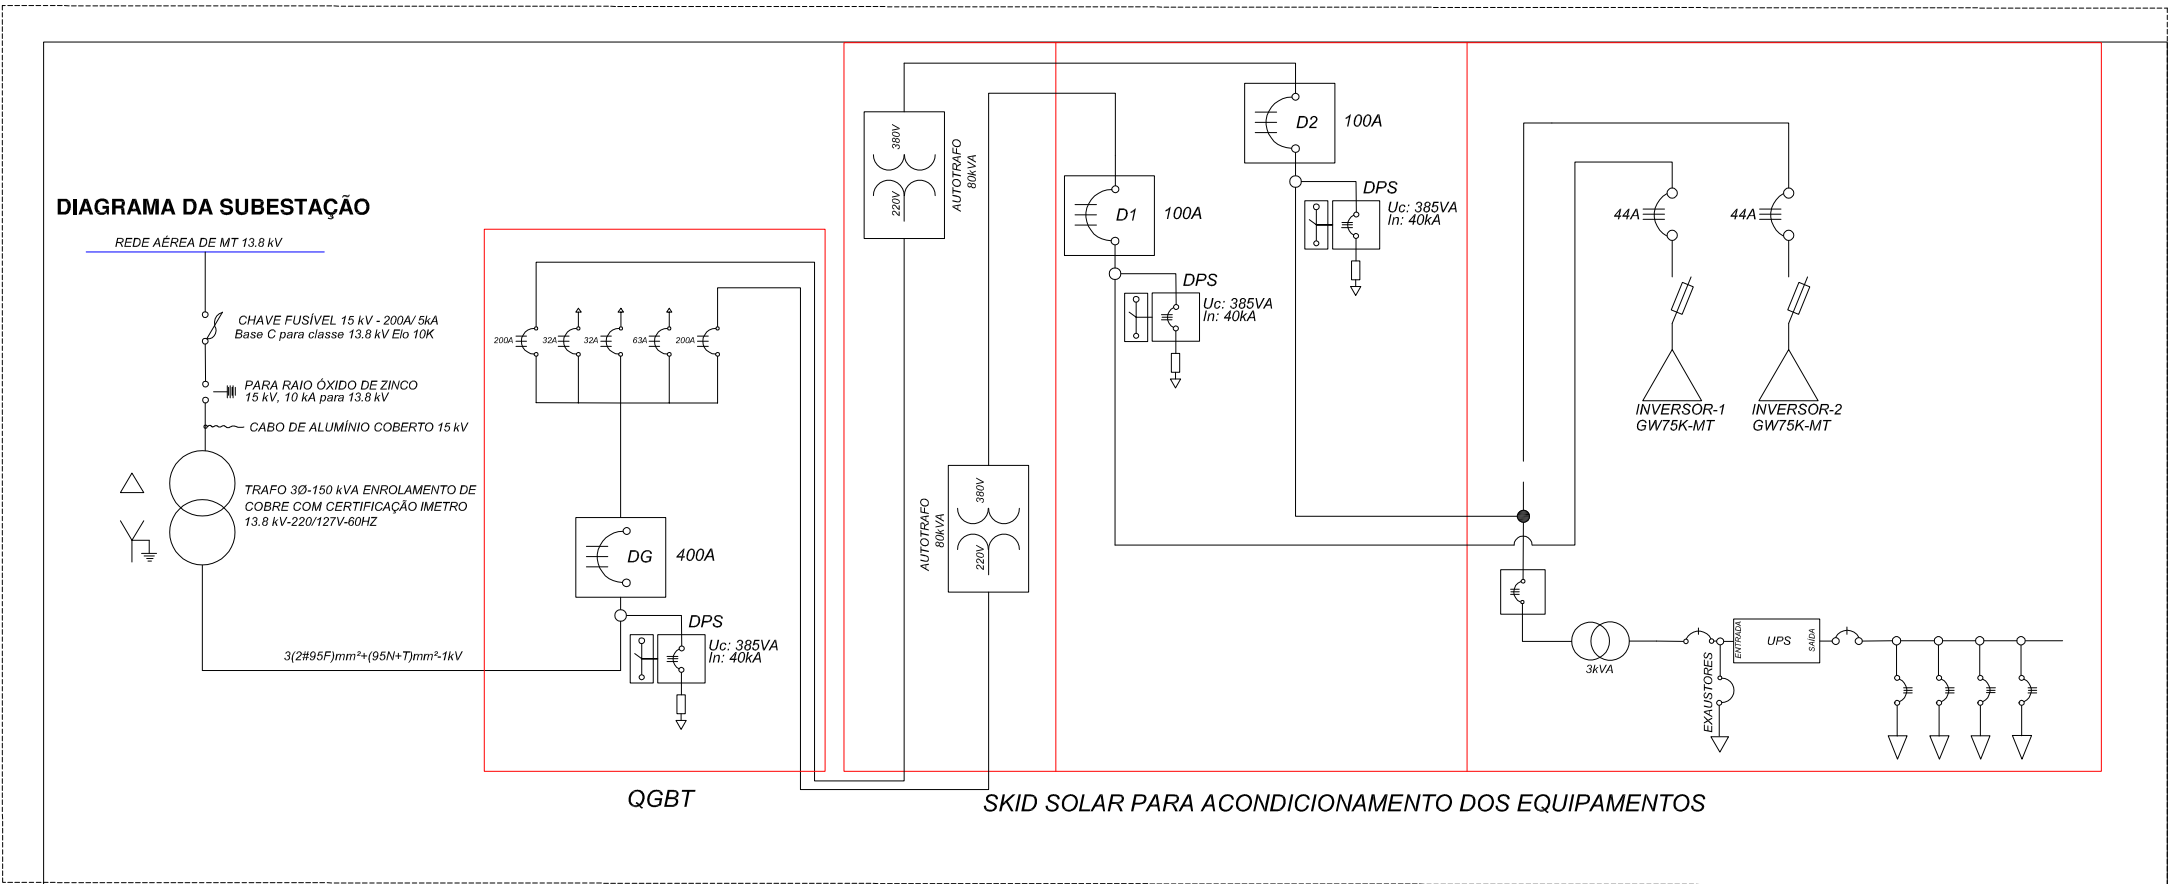 DIAGRAMA DA SUBESTAÇÃO
REDE AÉREA DE MT 13.8 kV
CHAVE FUSÍVEL 15 kV - 200A/ 5kA
Base C para classe 13.8 kV Elo 10K
PARA RAIO ÓXIDO DE ZINCO
15 kV, 10 kA para 13.8 kV
CABO DE ALUMÍNIO COBERTO 15 kV
TRAFO 3Ø-150 kVA ENROLAMENTO DE
COBRE COM CERTIFICAÇÃO IMETRO
13.8 kV-220/127V-60HZ
3(2#95F)mm²+(95N+T)mm²-1kV
200A
32A
32A
63A
200A
DG
400A
DPS
Uc: 385VA
In: 40kA
QGBT
380V
220V
AUTOTRAFO
80kVA
380V
220V
AUTOTRAFO
80kVA
D1
100A
DPS
Uc: 385VA
In: 40kA
D2
100A
DPS
Uc: 385VA
In: 40kA
44A
44A
INVERSOR-1
GW75K-MT
INVERSOR-2
GW75K-MT
3kVA
EXAUSTORES
ENTRADA
UPS
SAÍDA
SKID SOLAR PARA ACONDICIONAMENTO DOS EQUIPAMENTOS